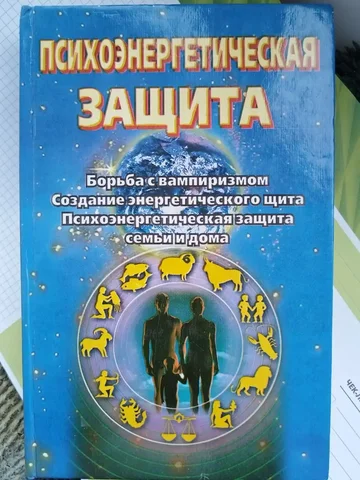 ПСИХОЭНЕРГЕТИЧЕСКАЯ
ЗАЩИТА
Борьба с вампиризмом
Создание энергетического щита
Психоэнергетическая защита
семьи и дома